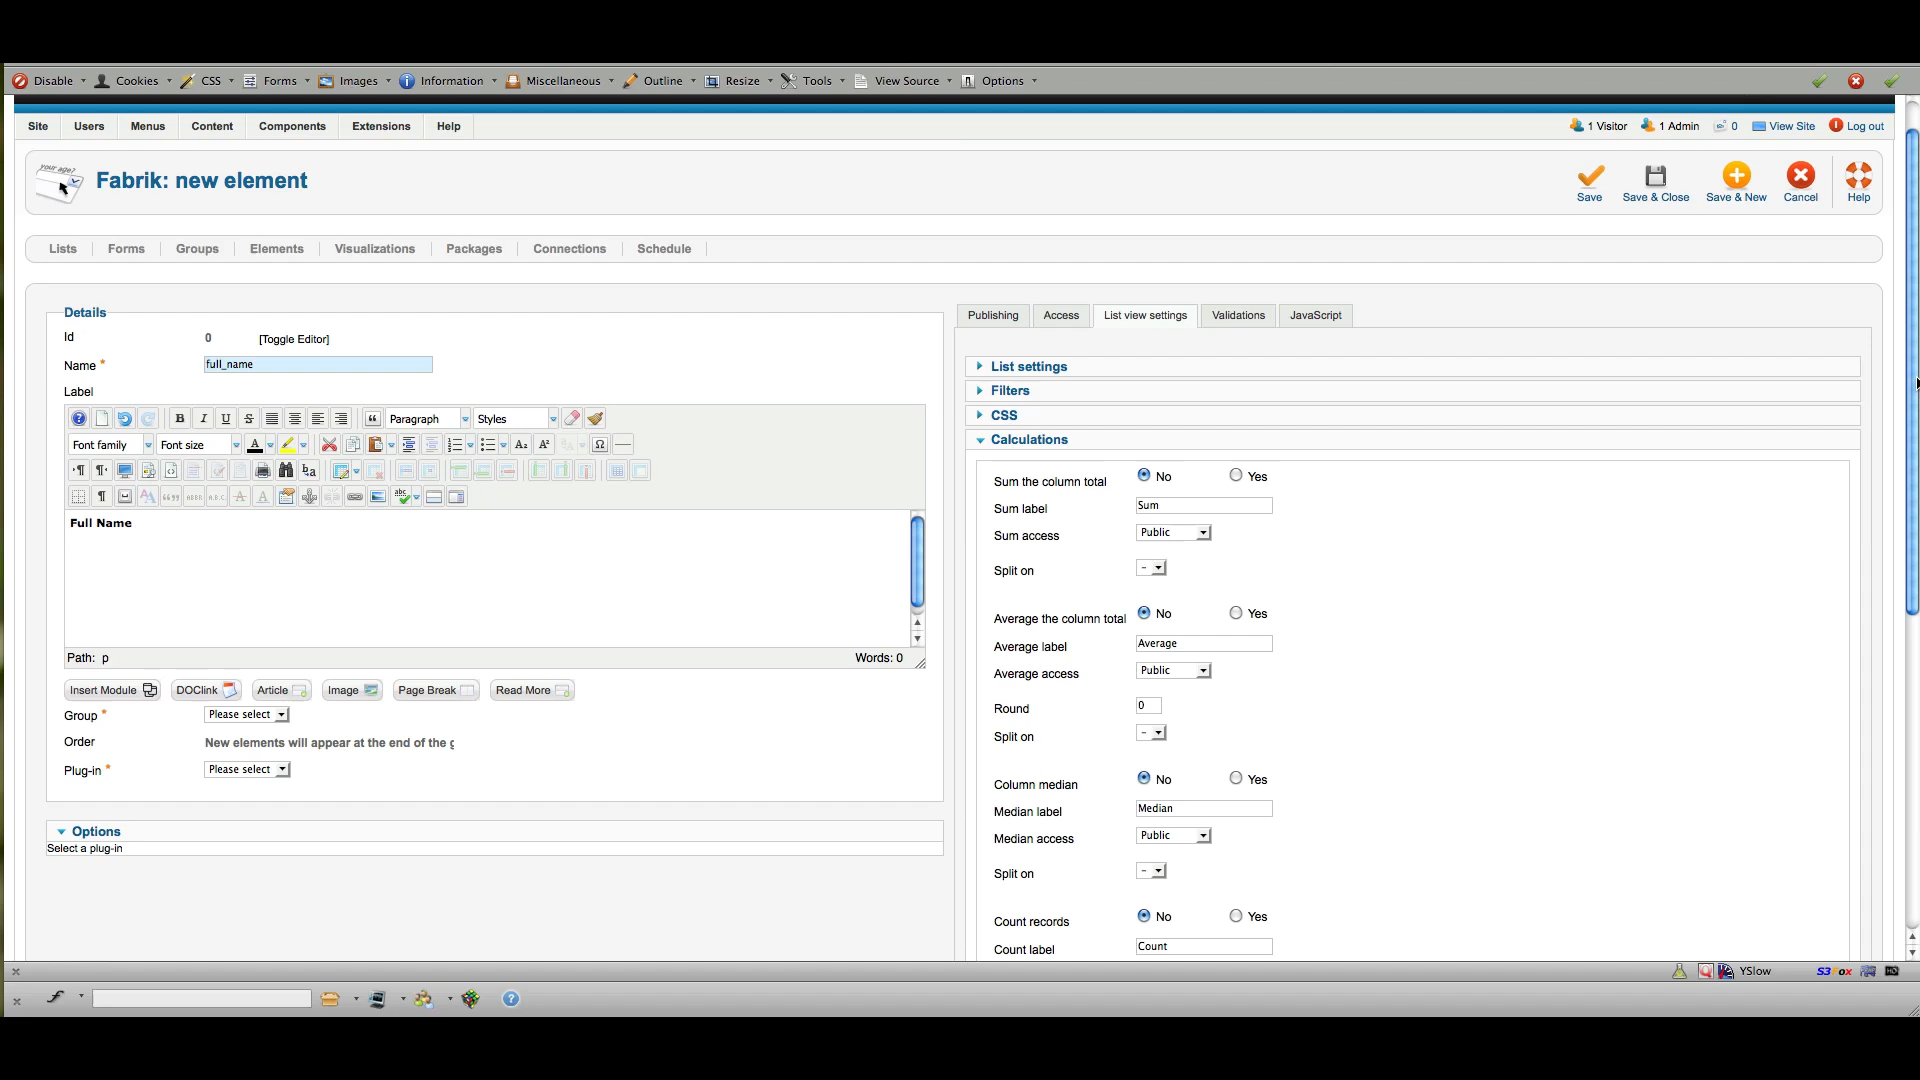 Disable Cookies CSS Forms Images Information Miscellaneous Outline Resize Tools View Source Options
Site Users Menus Content Components Extensions Help
1 Visitor 1 Admin 0 View Site Log out
your age?
Fabrik: new element
Save Save & Close Save & New Cancel Help
Lists Forms Groups Elements Visualizations Packages Connections Schedule
Details
Id 0 [Toggle Editor]
Name * full_name
Label
Paragraph Styles
Font family Font size
Full Name
Path: p Words: 0
Insert Module DOClink Article Image Page Break Read More
Group * Please select
Order New elements will appear at the end of the g
Plug-in * Please select
Options
Select a plug-in
Publishing Access List view settings Validations JavaScript
List settings
Filters
CSS
Calculations
Sum the column total No Yes
Sum label Sum
Sum access Public
Split on -
Average the column total No Yes
Average label Average
Average access Public
Round 0
Split on -
Column median No Yes
Median label Median
Median access Public
Split on -
Count records No Yes
Count label Count
YSlow S3Fox